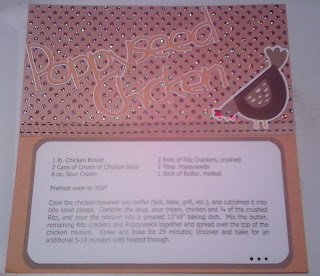 Poppyseed
Chicken
1 lb. Chicken Breast
2 Cans of Cream of Chicken Soup
8 oz. Sour Cream
2 Rolls of Ritz Crackers, crushed
2 Tbsp. Poppyseeds
1 Stick of Butter, melted
Preheat oven to 350°
Cook the chicken however you prefer (boil, bake, grill, etc.), and cut/shred it into
bite sized pieces. Combine the soup, sour cream, chicken and ¾ of the crushed
Ritz, and pour the mixture into a greased 13"x9" baking dish. Mix the butter,
remaining Ritz crackers and Poppyseeds together and spread over the top of the
chicken mixture. Cover and bake for 25 minutes; Uncover and bake for an
additional 5-10 minutes until heated through.